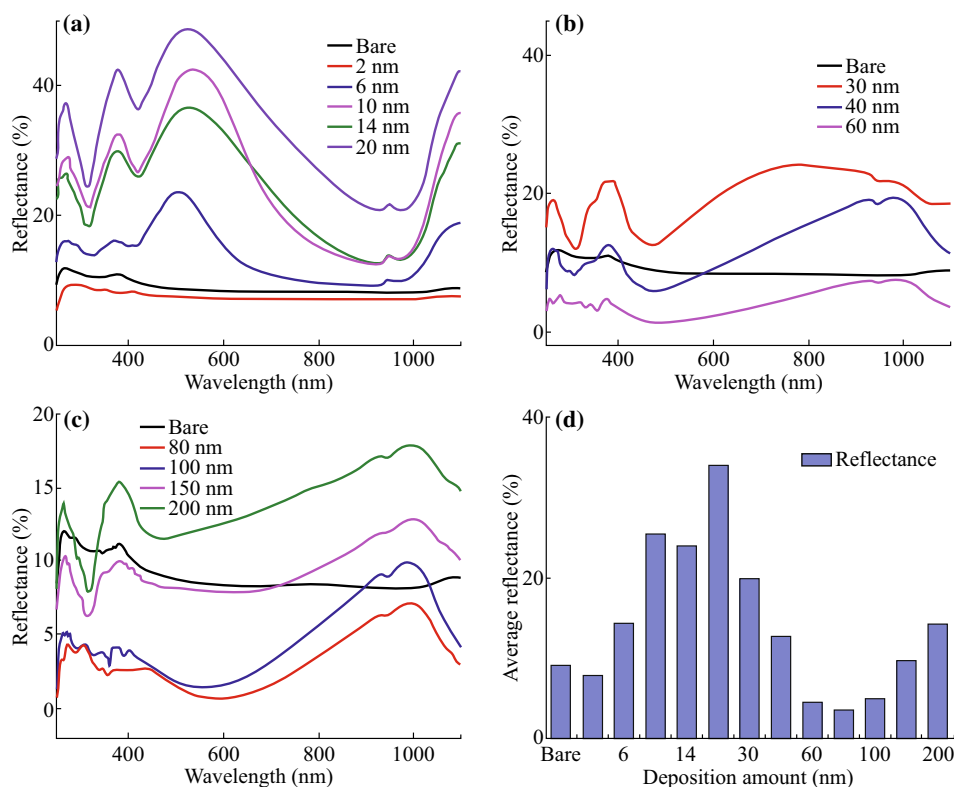 (a)
Reflectance (%)
40
20
0
Bare
2 nm
6 nm
10 nm
14 nm
20 nm
400 600 800 1000
Wavelength (nm)
(b)
Reflectance (%)
40
20
0
Bare
30 nm
40 nm
60 nm
400 600 800 1000
Wavelength (nm)
(c)
Reflectance (%)
20
15
10
5
0
Bare
80 nm
100 nm
150 nm
200 nm
400 600 800 1000
Wavelength (nm)
(d)
Average reflectance (%)
40
20
0
Reflectance
Bare 6 14 30 60 100 200
Deposition amount (nm)